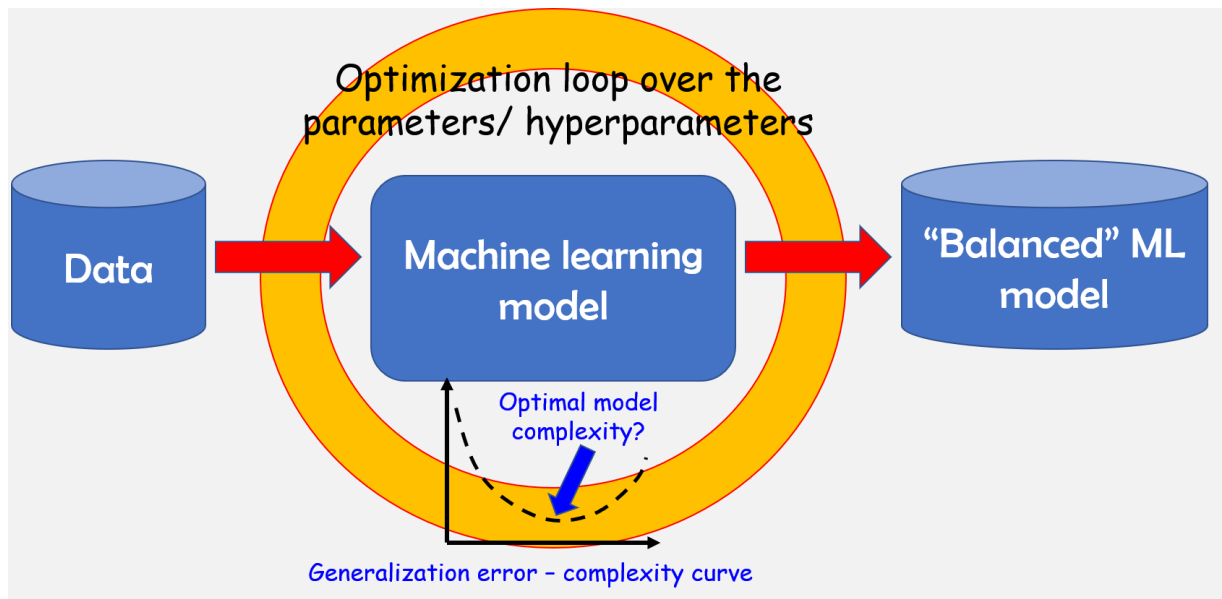 Optimization loop over the
parameters/ hyperparameters
Data
Machine learning
model
“Balanced” ML
model
Optimal model
complexity?
Generalization error – complexity curve